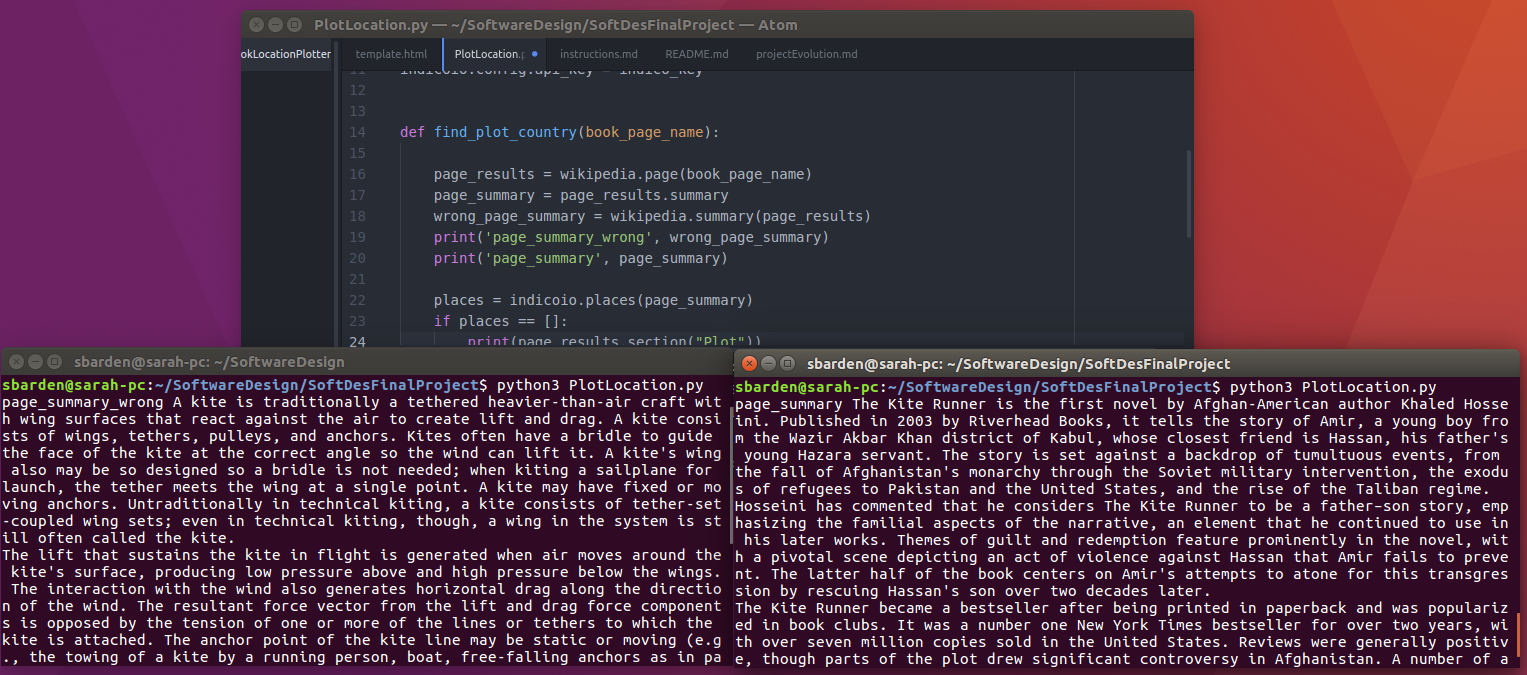 PlotLocation.py — ~/SoftwareDesign/SoftDesFinalProject — Atom
okLocationPlotter
template.html
PlotLocation.p
instructions.md
README.md
projectEvolution.md
11 indicoio.config.api_key = indico_key
12
13
14 def find_plot_country(book_page_name):
15
16 page_results = wikipedia.page(book_page_name)
17 page_summary = page_results.summary
18 wrong_page_summary = wikipedia.summary(page_results)
19 print('page_summary_wrong', wrong_page_summary)
20 print('page_summary', page_summary)
21
22 places = indicoio.places(page_summary)
23 if places == []:
24 print(page_results.section("Plot"))
sbarden@sarah-pc: ~/SoftwareDesign
sbarden@sarah-pc:~/SoftwareDesign/SoftDesFinalProject$ python3 PlotLocation.py
page_summary_wrong A kite is traditionally a tethered heavier-than-air craft wit
h wing surfaces that react against the air to create lift and drag. A kite consi
sts of wings, tethers, pulleys, and anchors. Kites often have a bridle to guide
the face of the kite at the correct angle so the wind can lift it. A kite's wing
also may be so designed so a bridle is not needed; when kiting a sailplane for
launch, the tether meets the wing at a single point. A kite may have fixed or mo
ving anchors. Untraditionally in technical kiting, a kite consists of tether-set
-coupled wing sets; even in technical kiting, though, a wing in the system is st
ill often called the kite.
The lift that sustains the kite in flight is generated when air moves around the
kite's surface, producing low pressure above and high pressure below the wings.
The interaction with the wind also generates horizontal drag along the directio
n of the wind. The resultant force vector from the lift and drag force component
s is opposed by the tension of one or more of the lines or tethers to which the
kite is attached. The anchor point of the kite line may be static or moving (e.g
., the towing of a kite by a running person, boat, free-falling anchors as in pa
sbarden@sarah-pc: ~/SoftwareDesign/SoftDesFinalProject
sbarden@sarah-pc:~/SoftwareDesign/SoftDesFinalProject$ python3 PlotLocation.py
page_summary The Kite Runner is the first novel by Afghan-American author Khaled Hosse
ini. Published in 2003 by Riverhead Books, it tells the story of Amir, a young boy fro
m the Wazir Akbar Khan district of Kabul, whose closest friend is Hassan, his father's
young Hazara servant. The story is set against a backdrop of tumultuous events, from
the fall of Afghanistan's monarchy through the Soviet military intervention, the exodu
s of refugees to Pakistan and the United States, and the rise of the Taliban regime.
Hosseini has commented that he considers The Kite Runner to be a father–son story, emp
hasizing the familial aspects of the narrative, an element that he continued to use in
his later works. Themes of guilt and redemption feature prominently in the novel, wit
h a pivotal scene depicting an act of violence against Hassan that Amir fails to preve
nt. The latter half of the book centers on Amir's attempts to atone for this transgres
sion by rescuing Hassan's son over two decades later.
The Kite Runner became a bestseller after being printed in paperback and was populariz
ed in book clubs. It was a number one New York Times bestseller for over two years, wi
th over seven million copies sold in the United States. Reviews were generally positiv
e, though parts of the plot drew significant controversy in Afghanistan. A number of a